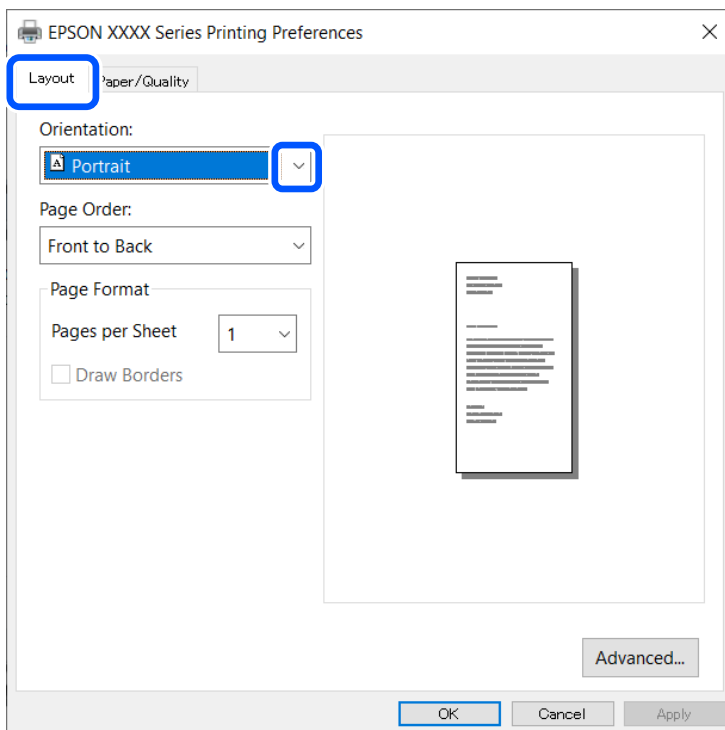 EPSON XXXX Series Printing Preferences
Layout
Paper/Quality
Orientation:
A Portrait
Page Order:
Front to Back
Page Format
Pages per Sheet 1
Draw Borders
Advanced...
OK Cancel Apply